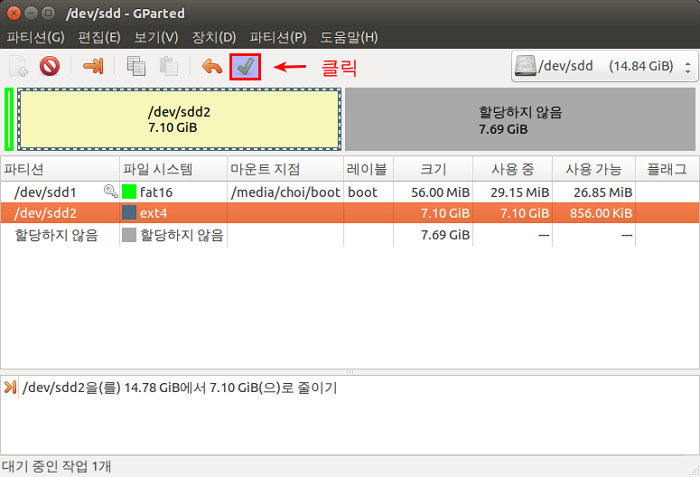 /dev/sdd - GParted
파티션(G) 편집(E) 보기(V) 장치(D) 파티션(P) 도움말(H)
클릭 /dev/sdd (14.84 GiB)
/dev/sdd2
7.10 GiB
할당하지 않음
7.69 GiB
파티션 파일 시스템 마운트 지점 레이블 크기 사용 중 사용 가능 플래그
/dev/sdd1 fat16 /media/choi/boot boot 56.00 MiB 29.15 MiB 26.85 MiB
/dev/sdd2 ext4 7.10 GiB 7.10 GiB 856.00 KiB
할당하지 않음 할당하지 않음 7.69 GiB --- ---
/dev/sdd2을(를) 14.78 GiB에서 7.10 GiB(으)로 줄이기
대기 중인 작업 1개